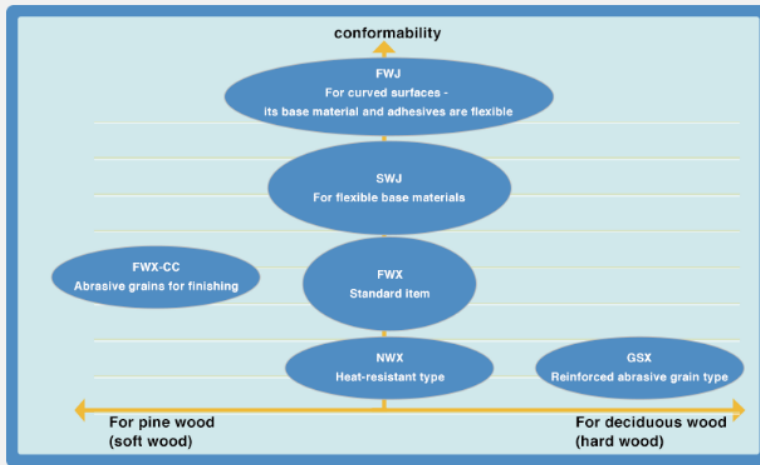 conformability
FWJ
For curved surfaces -
its base material and adhesives are flexible
SWJ
For flexible base materials
FWX-CC
Abrasive grains for finishing
FWX
Standard item
NWX
Heat-resistant type
GSX
Reinforced abrasive grain type
For pine wood
(soft wood)
For deciduous wood
(hard wood)